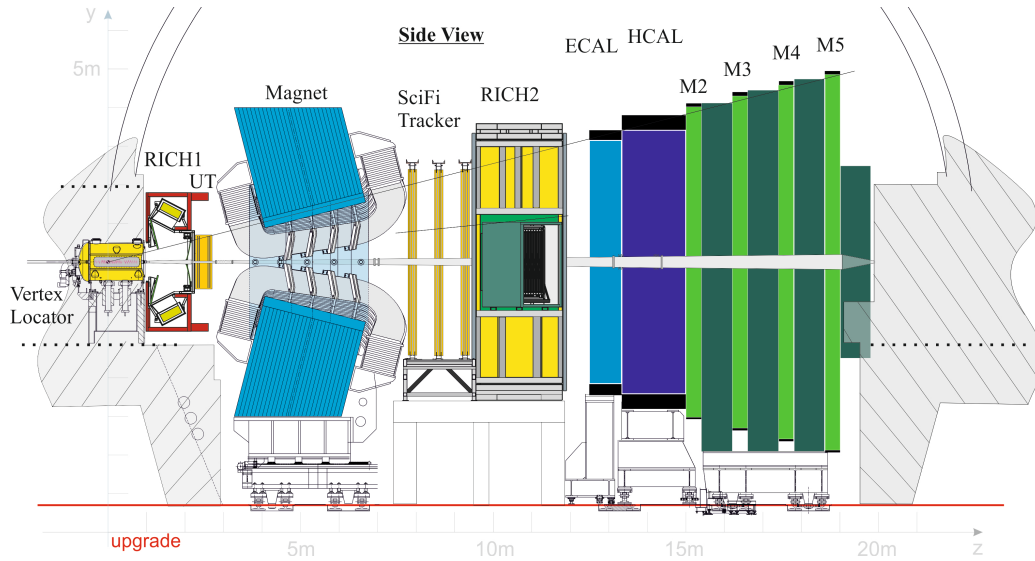 y
Side View
ECAL
HCAL
M5
M4
M3
M2
5m
Magnet
SciFi
Tracker
RICH2
RICH1
UT
Vertex
Locator
upgrade
5m
10m
15m
20m
z